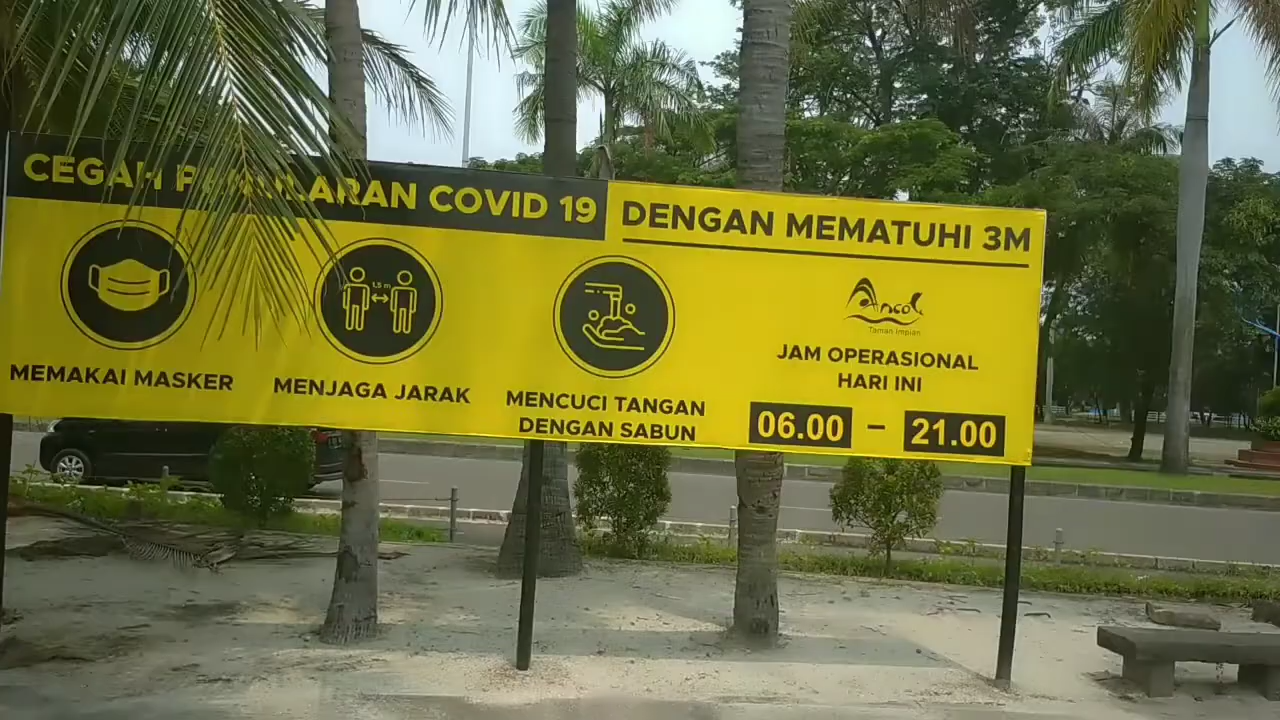 CEGAH PENULARAN COVID 19
DENGAN MEMATUHI 3M
1,5 m
MEMAKAI MASKER
MENJAGA JARAK
MENCUCI TANGAN
DENGAN SABUN
Ancol
Taman Impian
JAM OPERASIONAL
HARI INI
06.00 – 21.00